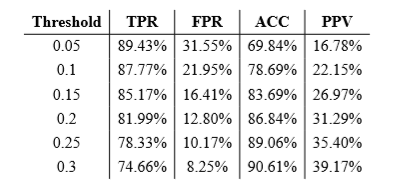 Threshold TPR FPR ACC PPV
0.05 89.43% 31.55% 69.84% 16.78%
0.1 87.77% 21.95% 78.69% 22.15%
0.15 85.17% 16.41% 83.69% 26.97%
0.2 81.99% 12.80% 86.84% 31.29%
0.25 78.33% 10.17% 89.06% 35.40%
0.3 74.66% 8.25% 90.61% 39.17%